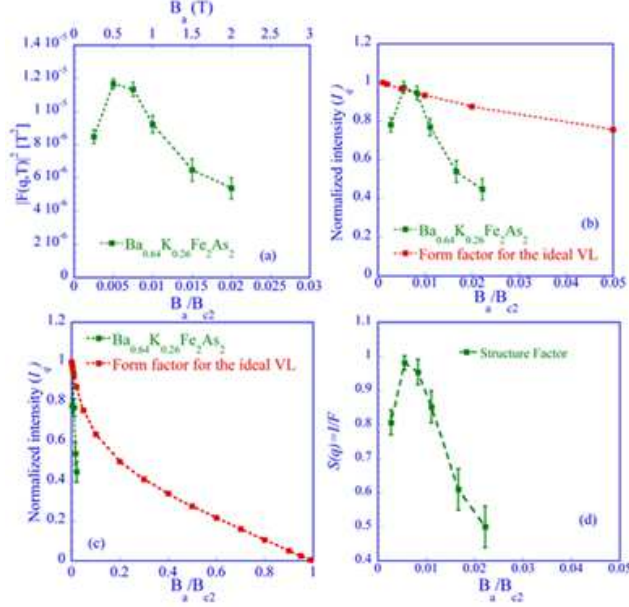 B_a (T)
0 0.5 1 1.5 2 2.5 3
1.4 10^-5
1.2 10^-5
1 10^-5
8 10^-6
6 10^-6
4 10^-6
2 10^-6
0
|F(q,T)|^2 [T^2]
Ba_0.64K_0.26Fe_2As_2
(a)
0 0.005 0.01 0.015 0.02 0.025 0.03
B_a/B_c2
1.2
1
0.8
0.6
0.4
0.2
0
Normalized intensity (I_q)
Ba_0.64K_0.26Fe_2As_2
Form factor for the ideal VL
(b)
0 0.01 0.02 0.03 0.04 0.05
B_a/B_c2
1.2
1
0.8
0.6
0.4
0.2
0
Normalized intensity (I_q)
Ba_0.64K_0.26Fe_2As_2
Form factor for the ideal VL
(c)
0 0.2 0.4 0.6 0.8 1
B_a/B_c2
1.1
1
0.9
0.8
0.7
0.6
0.5
0.4
S(q)=I/F
Structure Factor
(d)
0 0.01 0.02 0.03 0.04 0.05
B_a/B_c2